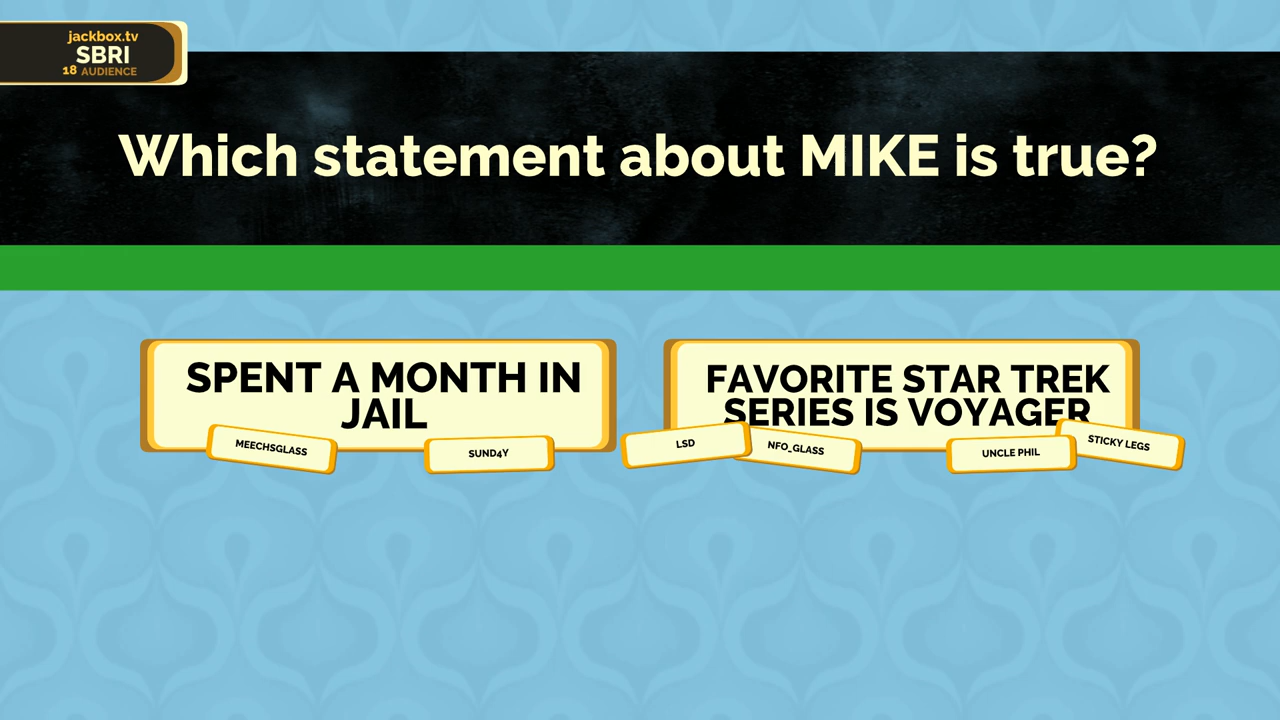 jackbox.tv
SBRI
18 AUDIENCE
Which statement about MIKE is true?
SPENT A MONTH IN
JAIL
MEECHSGLASS
SUND4Y
FAVORITE STAR TREK
SERIES IS VOYAGER
LSD
NFO_GLASS
UNCLE PHIL
STICKY LEGS